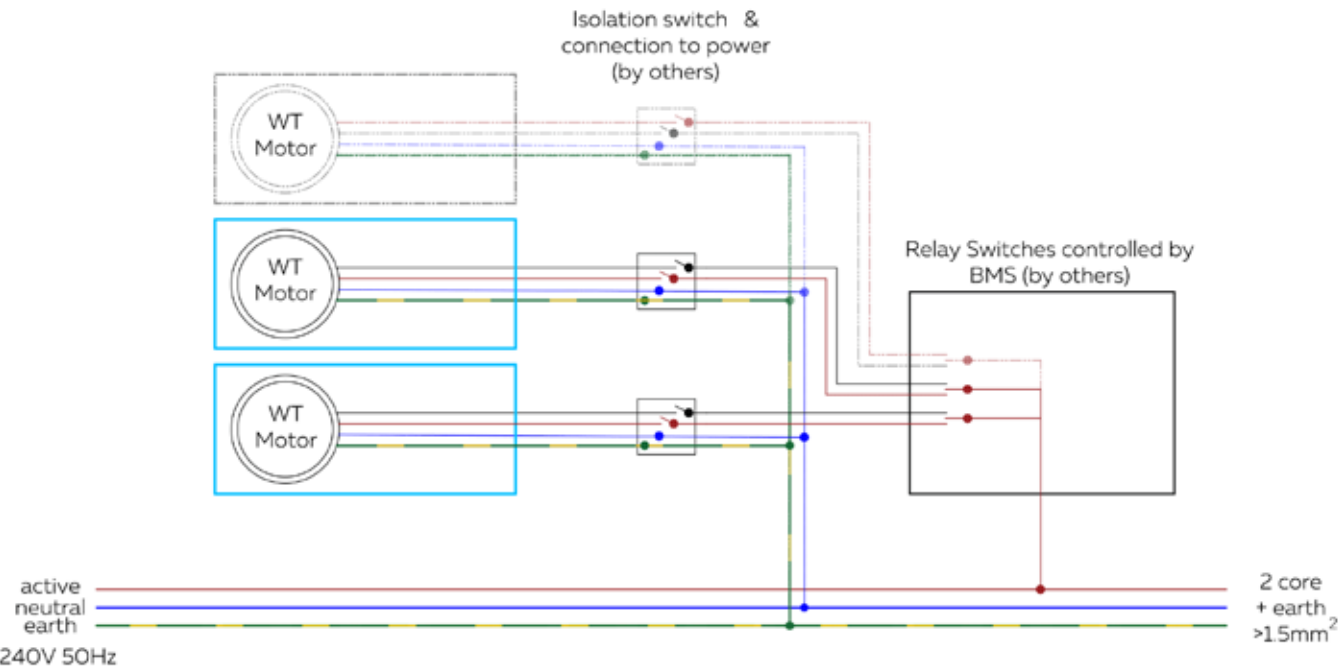 Isolation switch &
connection to power
(by others)
WT
Motor
WT
Motor
Relay Switches controlled by
BMS (by others)
WT
Motor
active
neutral
earth
240V 50Hz
2 core
+ earth
>1.5mm²